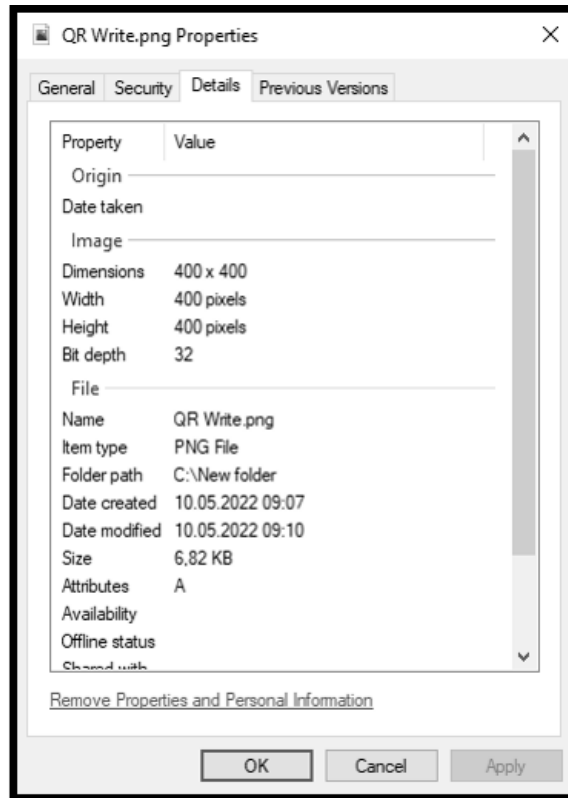 QR Write.png Properties
General Security Details Previous Versions
Property Value
Origin
Date taken
Image
Dimensions 400 x 400
Width 400 pixels
Height 400 pixels
Bit depth 32
File
Name QR Write.png
Item type PNG File
Folder path C:\New folder
Date created 10.05.2022 09:07
Date modified 10.05.2022 09:10
Size 6,82 KB
Attributes A
Availability
Offline status
Shared with
Remove Properties and Personal Information
OK Cancel Apply